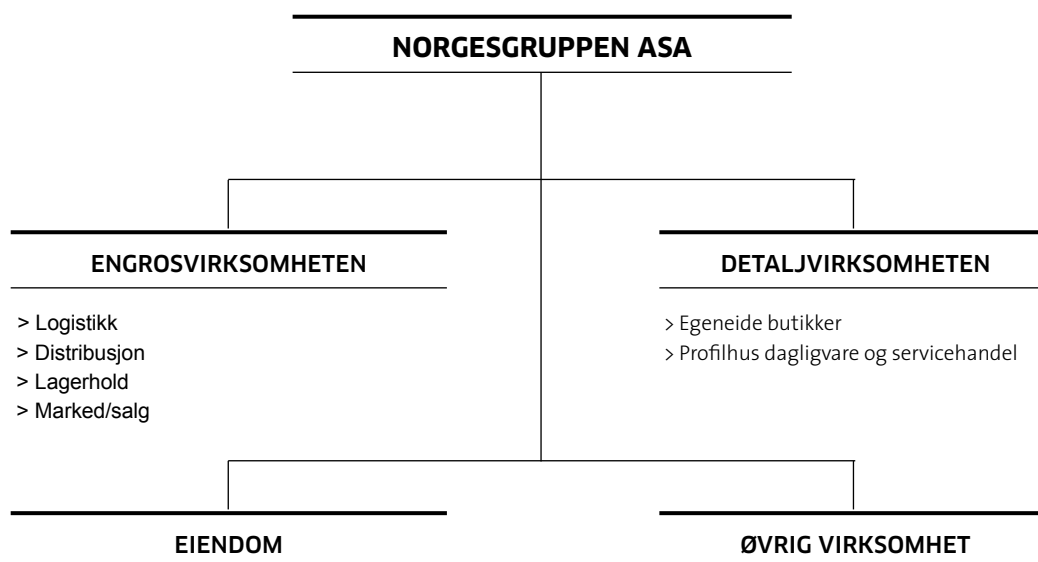 NORGESGRUPPEN ASA
ENGROSVIRKSOMHETEN
> Logistikk
> Distribusjon
> Lagerhold
> Marked/salg
DETALJVIRKSOMHETEN
> Egeneide butikker
> Profilhus dagligvare og servicehandel
EIENDOM
ØVRIG VIRKSOMHET